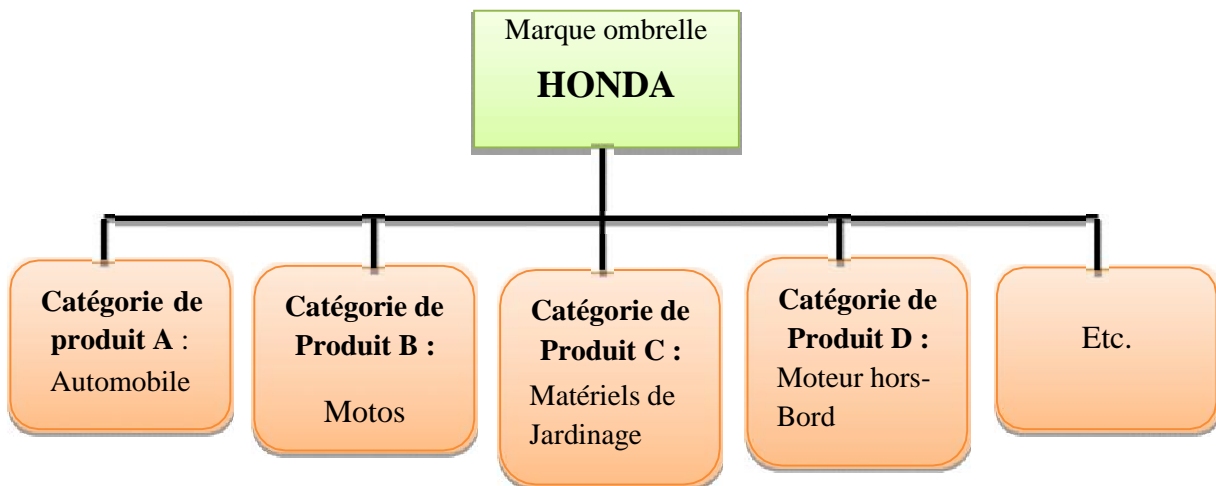 Marque ombrelle
HONDA
Catégorie de
produit A :
Automobile
Catégorie de
Produit B :
Motos
Catégorie de
Produit C :
Matériels de
Jardinage
Catégorie de
Produit D :
Moteur hors-
Bord
Etc.